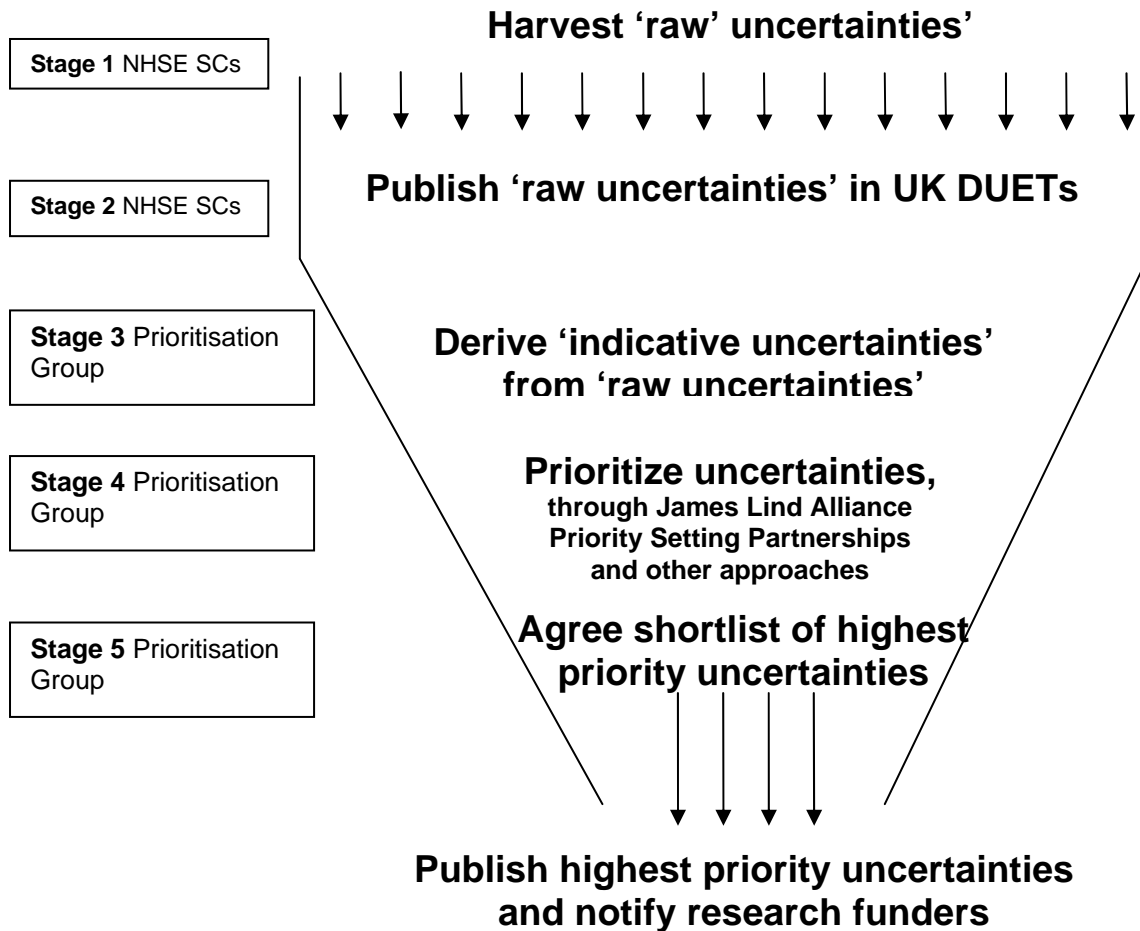 Harvest ‘raw’ uncertainties’
Stage 1 NHSE SCs
Publish ‘raw uncertainties’ in UK DUETs
Stage 2 NHSE SCs
Stage 3 Prioritisation
Group
Derive ‘indicative uncertainties’
from ‘raw uncertainties’
Stage 4 Prioritisation
Group
Prioritize uncertainties,
through James Lind Alliance
Priority Setting Partnerships
and other approaches
Stage 5 Prioritisation
Group
Agree shortlist of highest
priority uncertainties
Publish highest priority uncertainties
and notify research funders